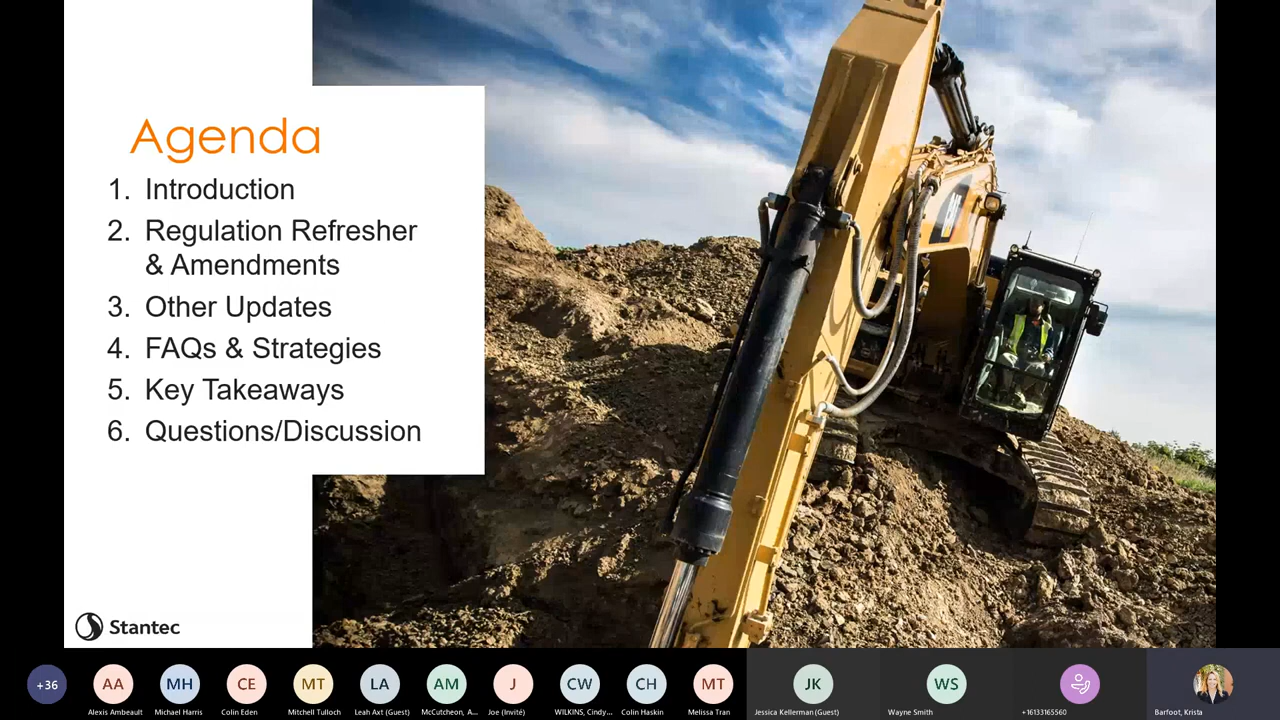 Agenda
1. Introduction
2. Regulation Refresher
& Amendments
3. Other Updates
4. FAQs & Strategies
5. Key Takeaways
6. Questions/Discussion
Stantec
+36
AA
MH
CE
MT
LA
AM
J
CW
CH
MT
JK
WS
Alexis Ambeault
Michael Harris
Colin Eden
Mitchell Tulloch
Leah Axt (Guest)
McCutcheon, A...
Joe (Invité)
WILKINS, Cindy...
Colin Haskin
Melissa Tran
Jessica Kellerman (Guest)
Wayne Smith
+16133165560
Barfoot, Krista